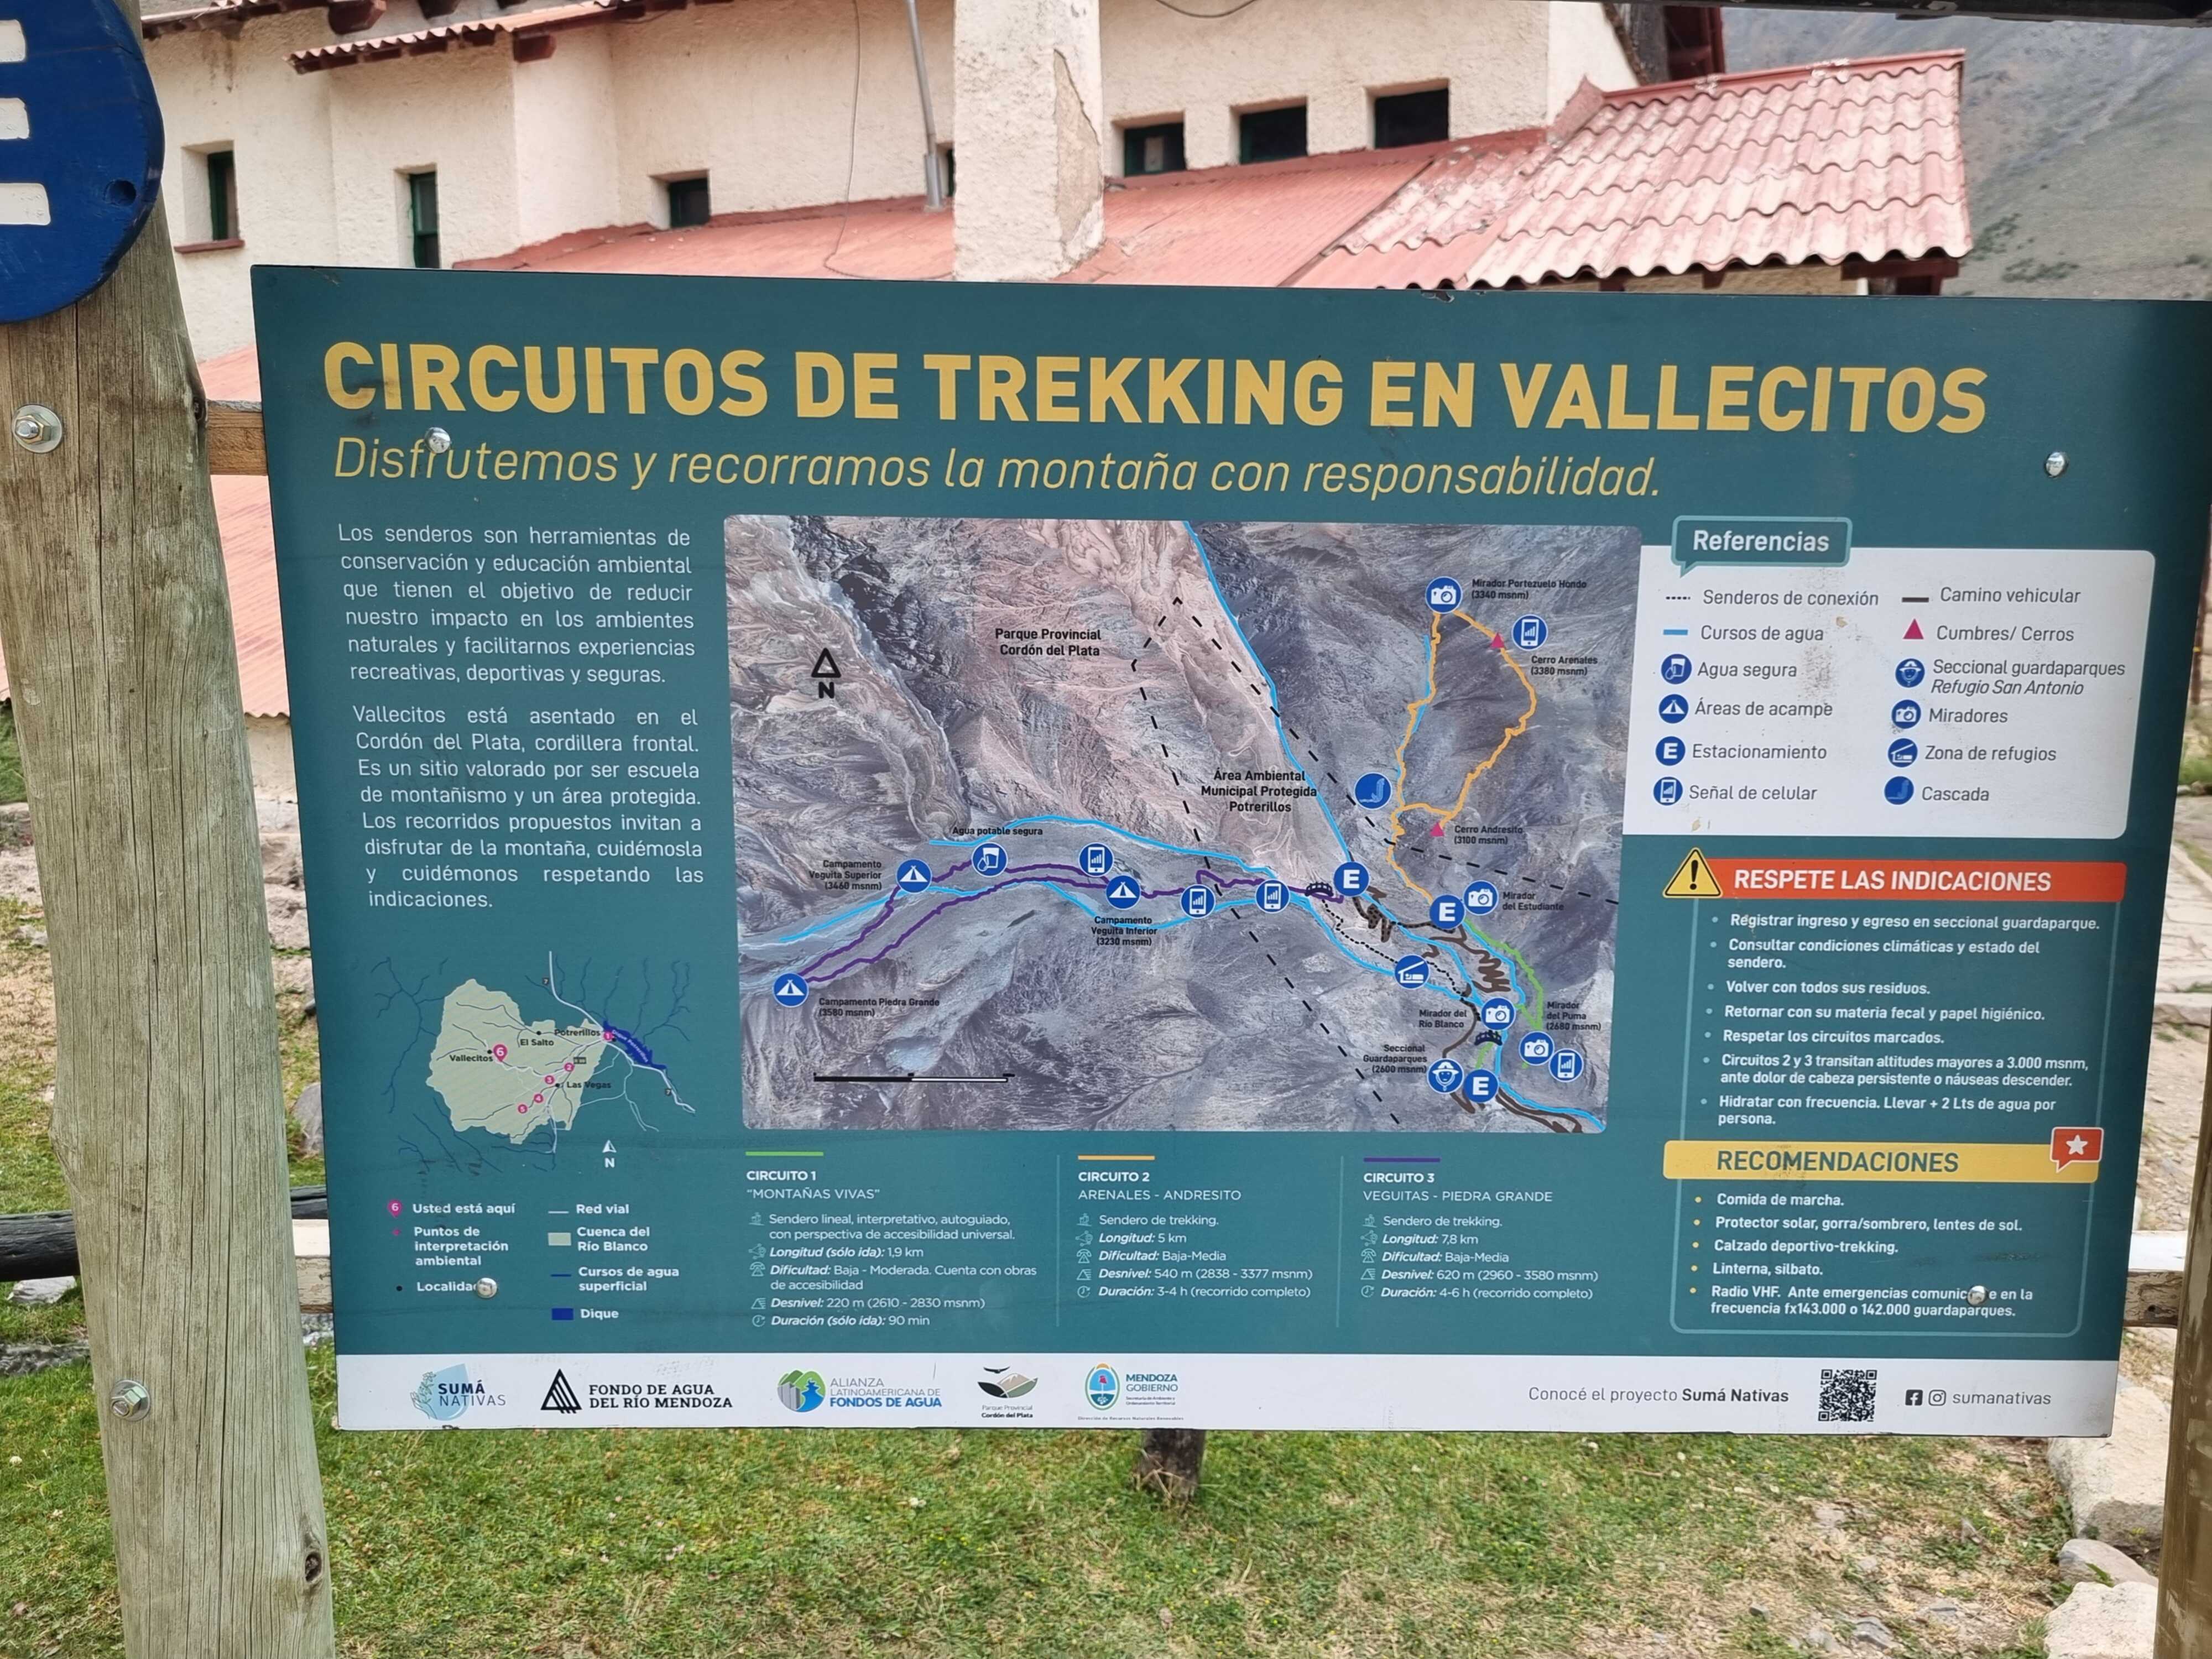 E
CIRCUITOS DE TREKKING EN VALLECITOS
Disfrutemos y recorramos la montaña con responsabilidad.
Los senderos son herramientas de
conservación y educación ambiental
que tienen el objetivo de reducir
nuestro impacto en los ambientes
naturales y facilitarnos experiencias
recreativas, deportivas y seguras.
Vallecitos está asentado en el
Cordón del Plata, cordillera frontal.
Es un sitio valorado por ser escuela
de montañismo y un área protegida.
Los recorridos propuestos invitan a
disfrutar de la montaña, cuidémosla
y cuidémonos respetando las
indicaciones.
Potrerillos
El Salto
Vallecitos
Las Vegas
1
2
3
4
5
6
7
7
N
6 Usted está aquí
Puntos de
interpretación
ambiental
Localidad
Red vial
Cuenca del
Río Blanco
Cursos de agua
superficial
Dique
N
Parque Provincial
Cordón del Plata
Mirador Portezuelo Hondo
(3340 msnm)
Cerro Arenales
(3380 msnm)
Área Ambiental
Municipal Protegida
Potrerillos
Cerro Andresito
(3100 msnm)
Agua potable segura
Campamento
Veguita Superior
(3460 msnm)
Campamento
Veguita Inferior
(3230 msnm)
E
E
Mirador
del Estudiante
Campamento Piedra Grande
(3580 msnm)
Mirador del
Río Blanco
Mirador
del Puma
(2680 msnm)
Seccional
Guardaparques
(2600 msnm)
E
Referencias
Senderos de conexión
Cursos de agua
Agua segura
Áreas de acampe
E Estacionamiento
Señal de celular
Camino vehicular
Cumbres/ Cerros
Seccional guardaparques
Refugio San Antonio
Miradores
Zona de refugios
Cascada
RESPETE LAS INDICACIONES
• Registrar ingreso y egreso en seccional guardaparque.
• Consultar condiciones climáticas y estado del
sendero.
• Volver con todos sus residuos.
• Retornar con su materia fecal y papel higiénico.
• Respetar los circuitos marcados.
• Circuitos 2 y 3 transitan altitudes mayores a 3.000 msnm,
ante dolor de cabeza persistente o náuseas descender.
• Hidratar con frecuencia. Llevar + 2 Lts de agua por
persona.
RECOMENDACIONES
• Comida de marcha.
• Protector solar, gorra/sombrero, lentes de sol.
• Calzado deportivo-trekking.
• Linterna, silbato.
• Radio VHF. Ante emergencias comunic e en la
frecuencia fx143.000 o 142.000 guardaparques.
CIRCUITO 1
"MONTAÑAS VIVAS"
Sendero lineal, interpretativo, autoguiado,
con perspectiva de accesibilidad universal.
Longitud (sólo ida): 1,9 km
Dificultad: Baja - Moderada. Cuenta con obras
de accesibilidad
Desnivel: 220 m (2610 - 2830 msnm)
Duración (sólo ida): 90 min
CIRCUITO 2
ARENALES - ANDRESITO
Sendero de trekking.
Longitud: 5 km
Dificultad: Baja-Media
Desnivel: 540 m (2838 - 3377 msnm)
Duración: 3-4 h (recorrido completo)
CIRCUITO 3
VEGUITAS - PIEDRA GRANDE
Sendero de trekking.
Longitud: 7,8 km
Dificultad: Baja-Media
Desnivel: 620 m (2960 - 3580 msnm)
Duración: 4-6 h (recorrido completo)
SUMÁ
NATIVAS
FONDO DE AGUA
DEL RÍO MENDOZA
ALIANZA
LATINOAMERICANA DE
FONDOS DE AGUA
Parque Provincial
Cordón del Plata
MENDOZA
GOBIERNO
Secretaría de Ambiente y
Ordenamiento Territorial
Dirección de Recursos Naturales Renovables
Conocé el proyecto Sumá Nativas
sumanativas